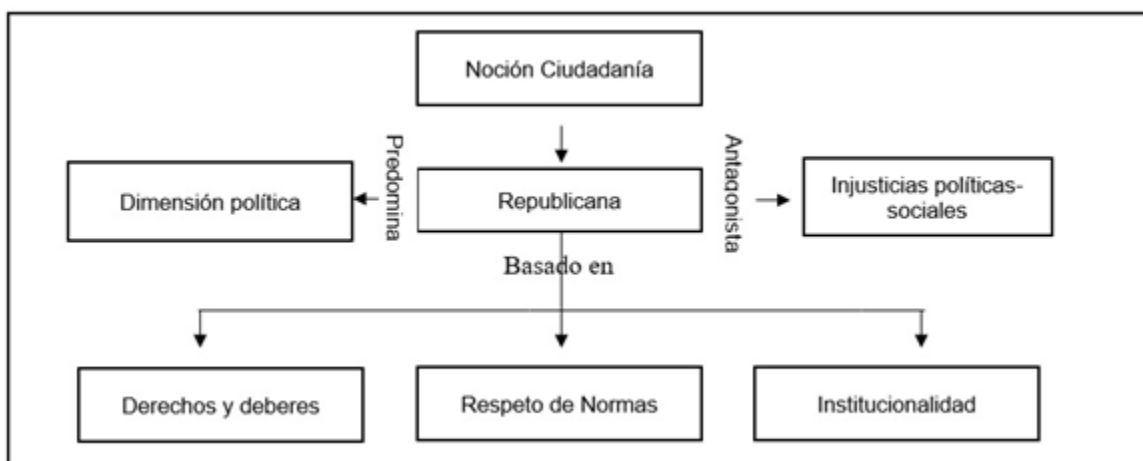 Noción Ciudadanía
Predomina
Antagonista
Dimensión política
Republicana
Injusticias políticas-
sociales
Basado en
Derechos y deberes
Respeto de Normas
Institucionalidad